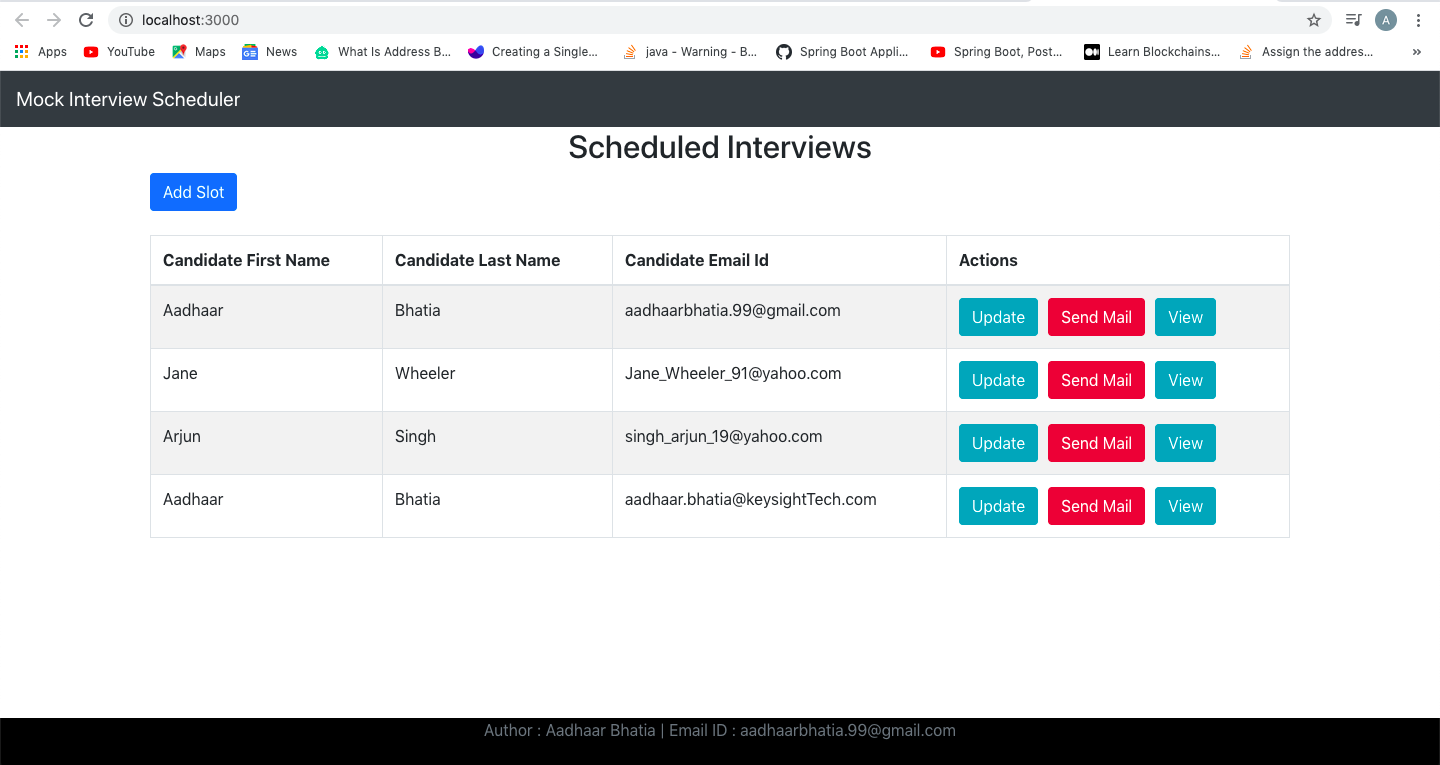 localhost:3000
A
Apps YouTube Maps News What Is Address B... Creating a Single... java - Warning - B... Spring Boot Appli... Spring Boot, Post... Learn Blockchains... Assign the addres... »
Mock Interview Scheduler
Scheduled Interviews
Add Slot
Candidate First Name Candidate Last Name Candidate Email Id Actions
Aadhaar Bhatia aadhaarbhatia.99@gmail.com Update Send Mail View
Jane Wheeler Jane_Wheeler_91@yahoo.com Update Send Mail View
Arjun Singh singh_arjun_19@yahoo.com Update Send Mail View
Aadhaar Bhatia aadhaar.bhatia@keysightTech.com Update Send Mail View
Author : Aadhaar Bhatia | Email ID : aadhaarbhatia.99@gmail.com